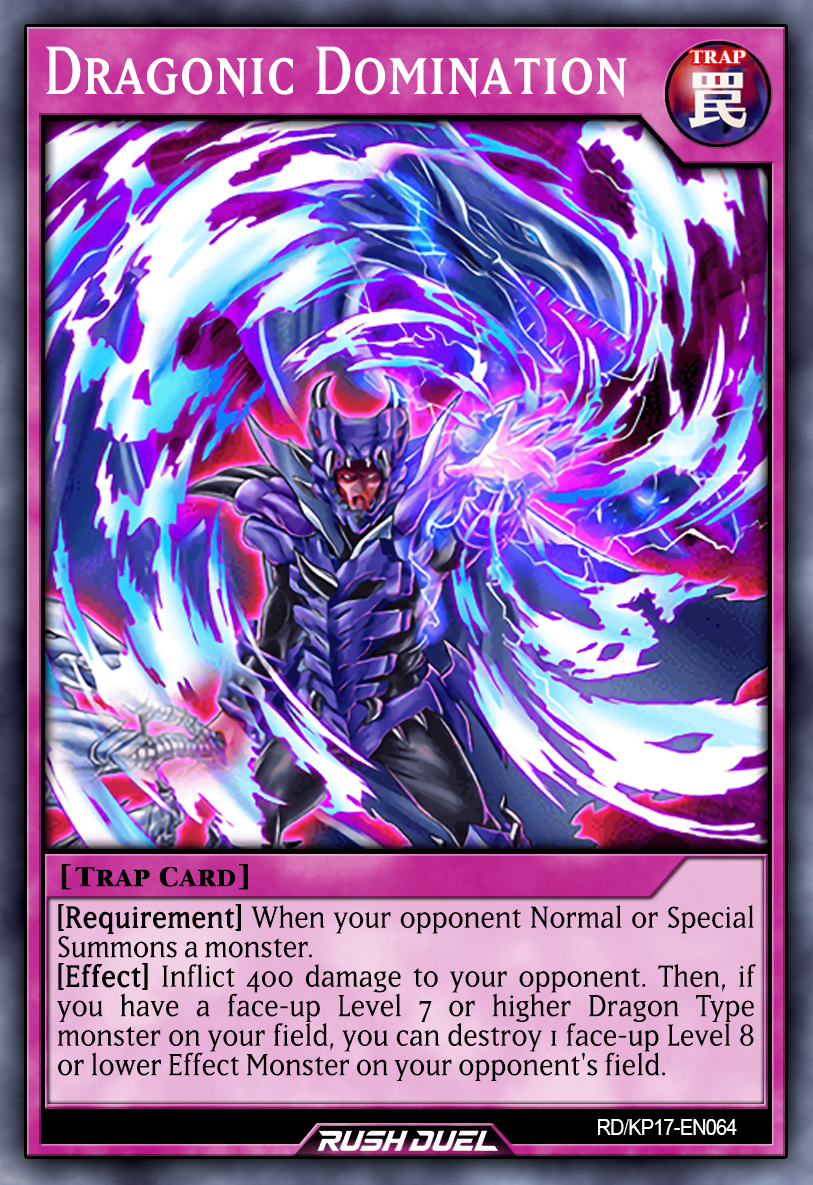 Dragonic Domination
TRAP
罠
[Trap Card]
[Requirement] When your opponent Normal or Special
Summons a monster.
[Effect] Inflict 400 damage to your opponent. Then, if
you have a face-up Level 7 or higher Dragon Type
monster on your field, you can destroy 1 face-up Level 8
or lower Effect Monster on your opponent's field.
RD/KP17-EN064
RUSH DUEL